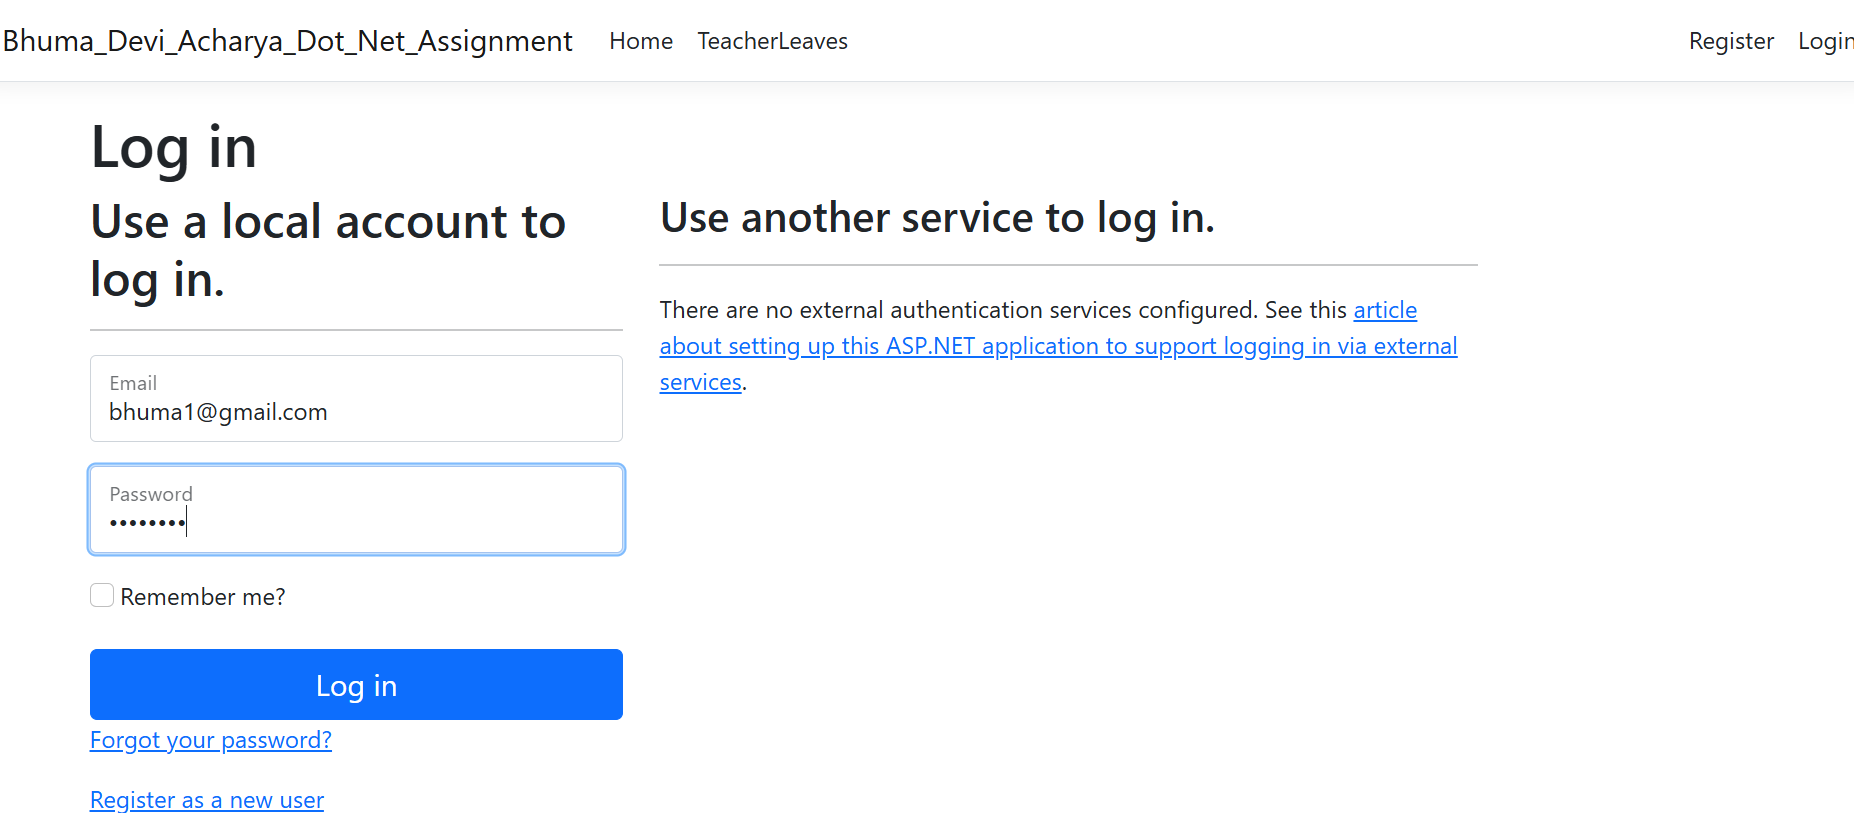 Bhuma_Devi_Acharya_Dot_Net_Assignment Home TeacherLeaves Register Login
Log in
Use a local account to
log in.
Email
bhuma1@gmail.com
Password
••••••••
Remember me?
Log in
Forgot your password?
Register as a new user
Use another service to log in.
There are no external authentication services configured. See this article
about setting up this ASP.NET application to support logging in via external
services.